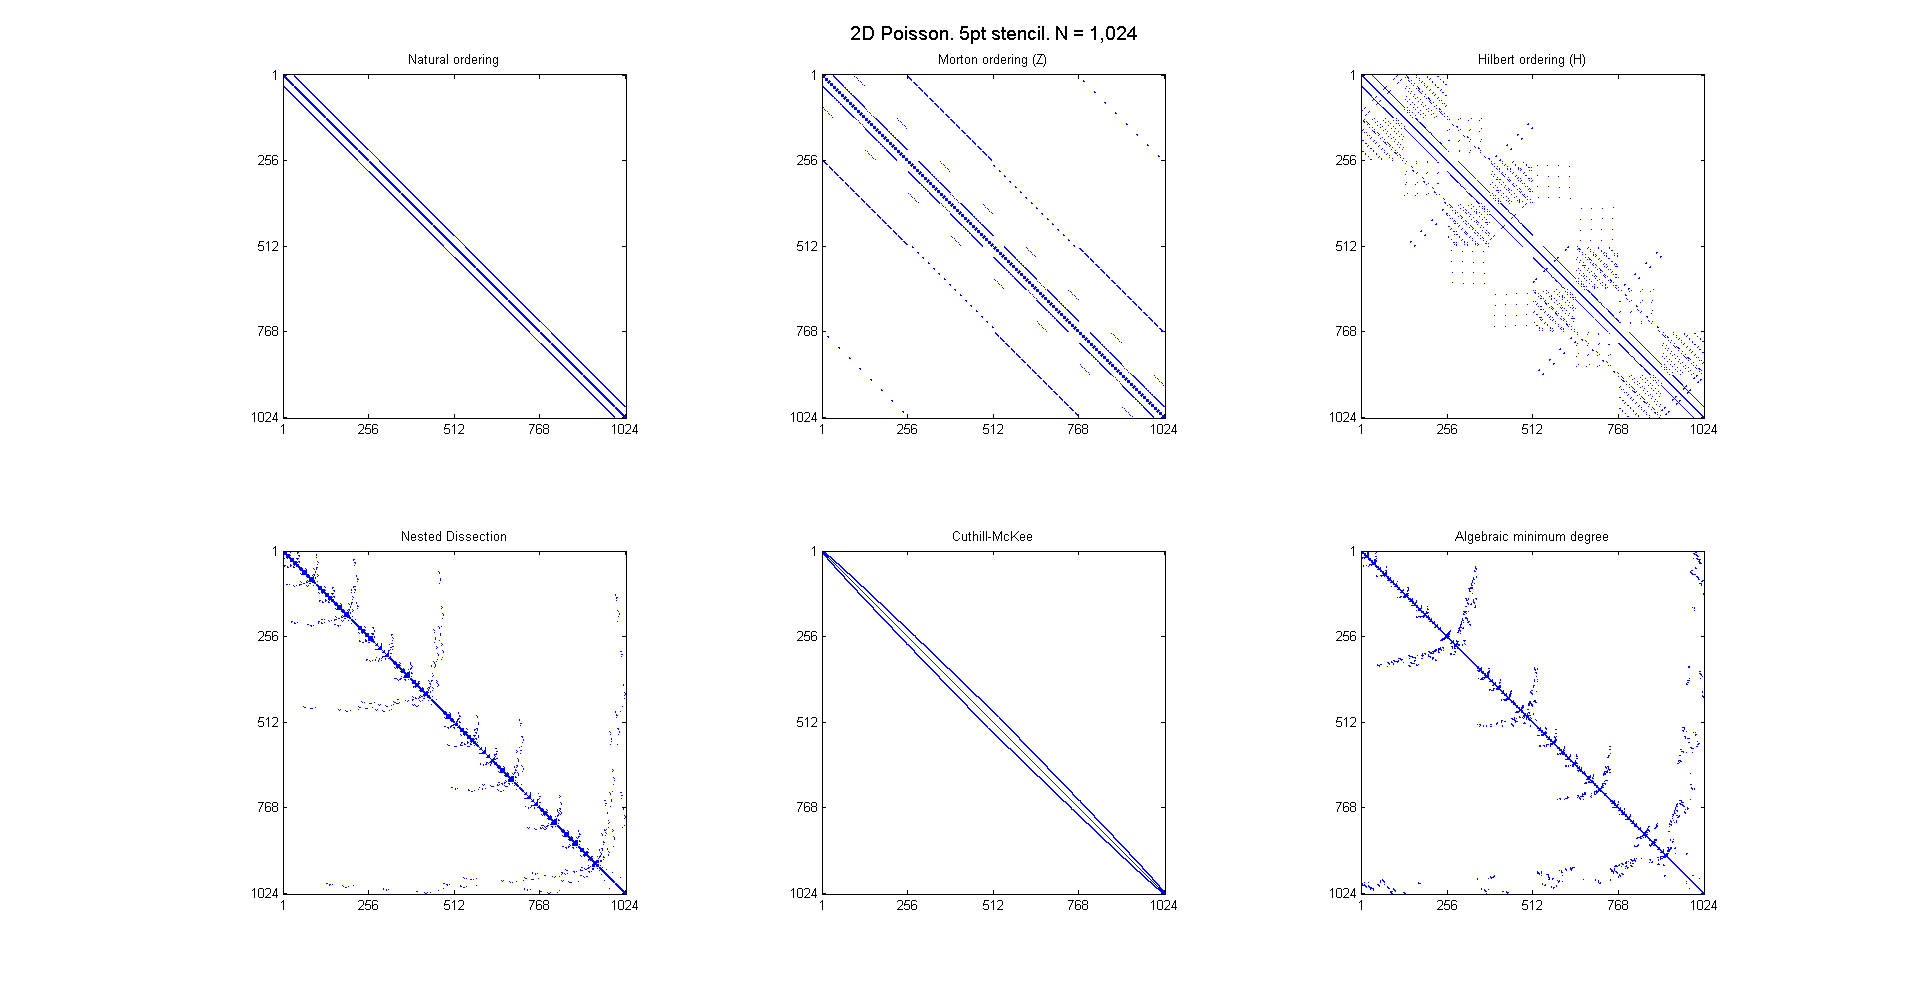 2D Poisson. 5pt stencil. N = 1,024
Natural ordering
1
256
512
768
1024
1 256 512 768 1024
Morton ordering (Z)
1
256
512
768
1024
1 256 512 768 1024
Hilbert ordering (H)
1
256
512
768
1024
1 256 512 768 1024
Nested Dissection
1
256
512
768
1024
1 256 512 768 1024
Cuthill-McKee
1
256
512
768
1024
1 256 512 768 1024
Algebraic minimum degree
1
256
512
768
1024
1 256 512 768 1024